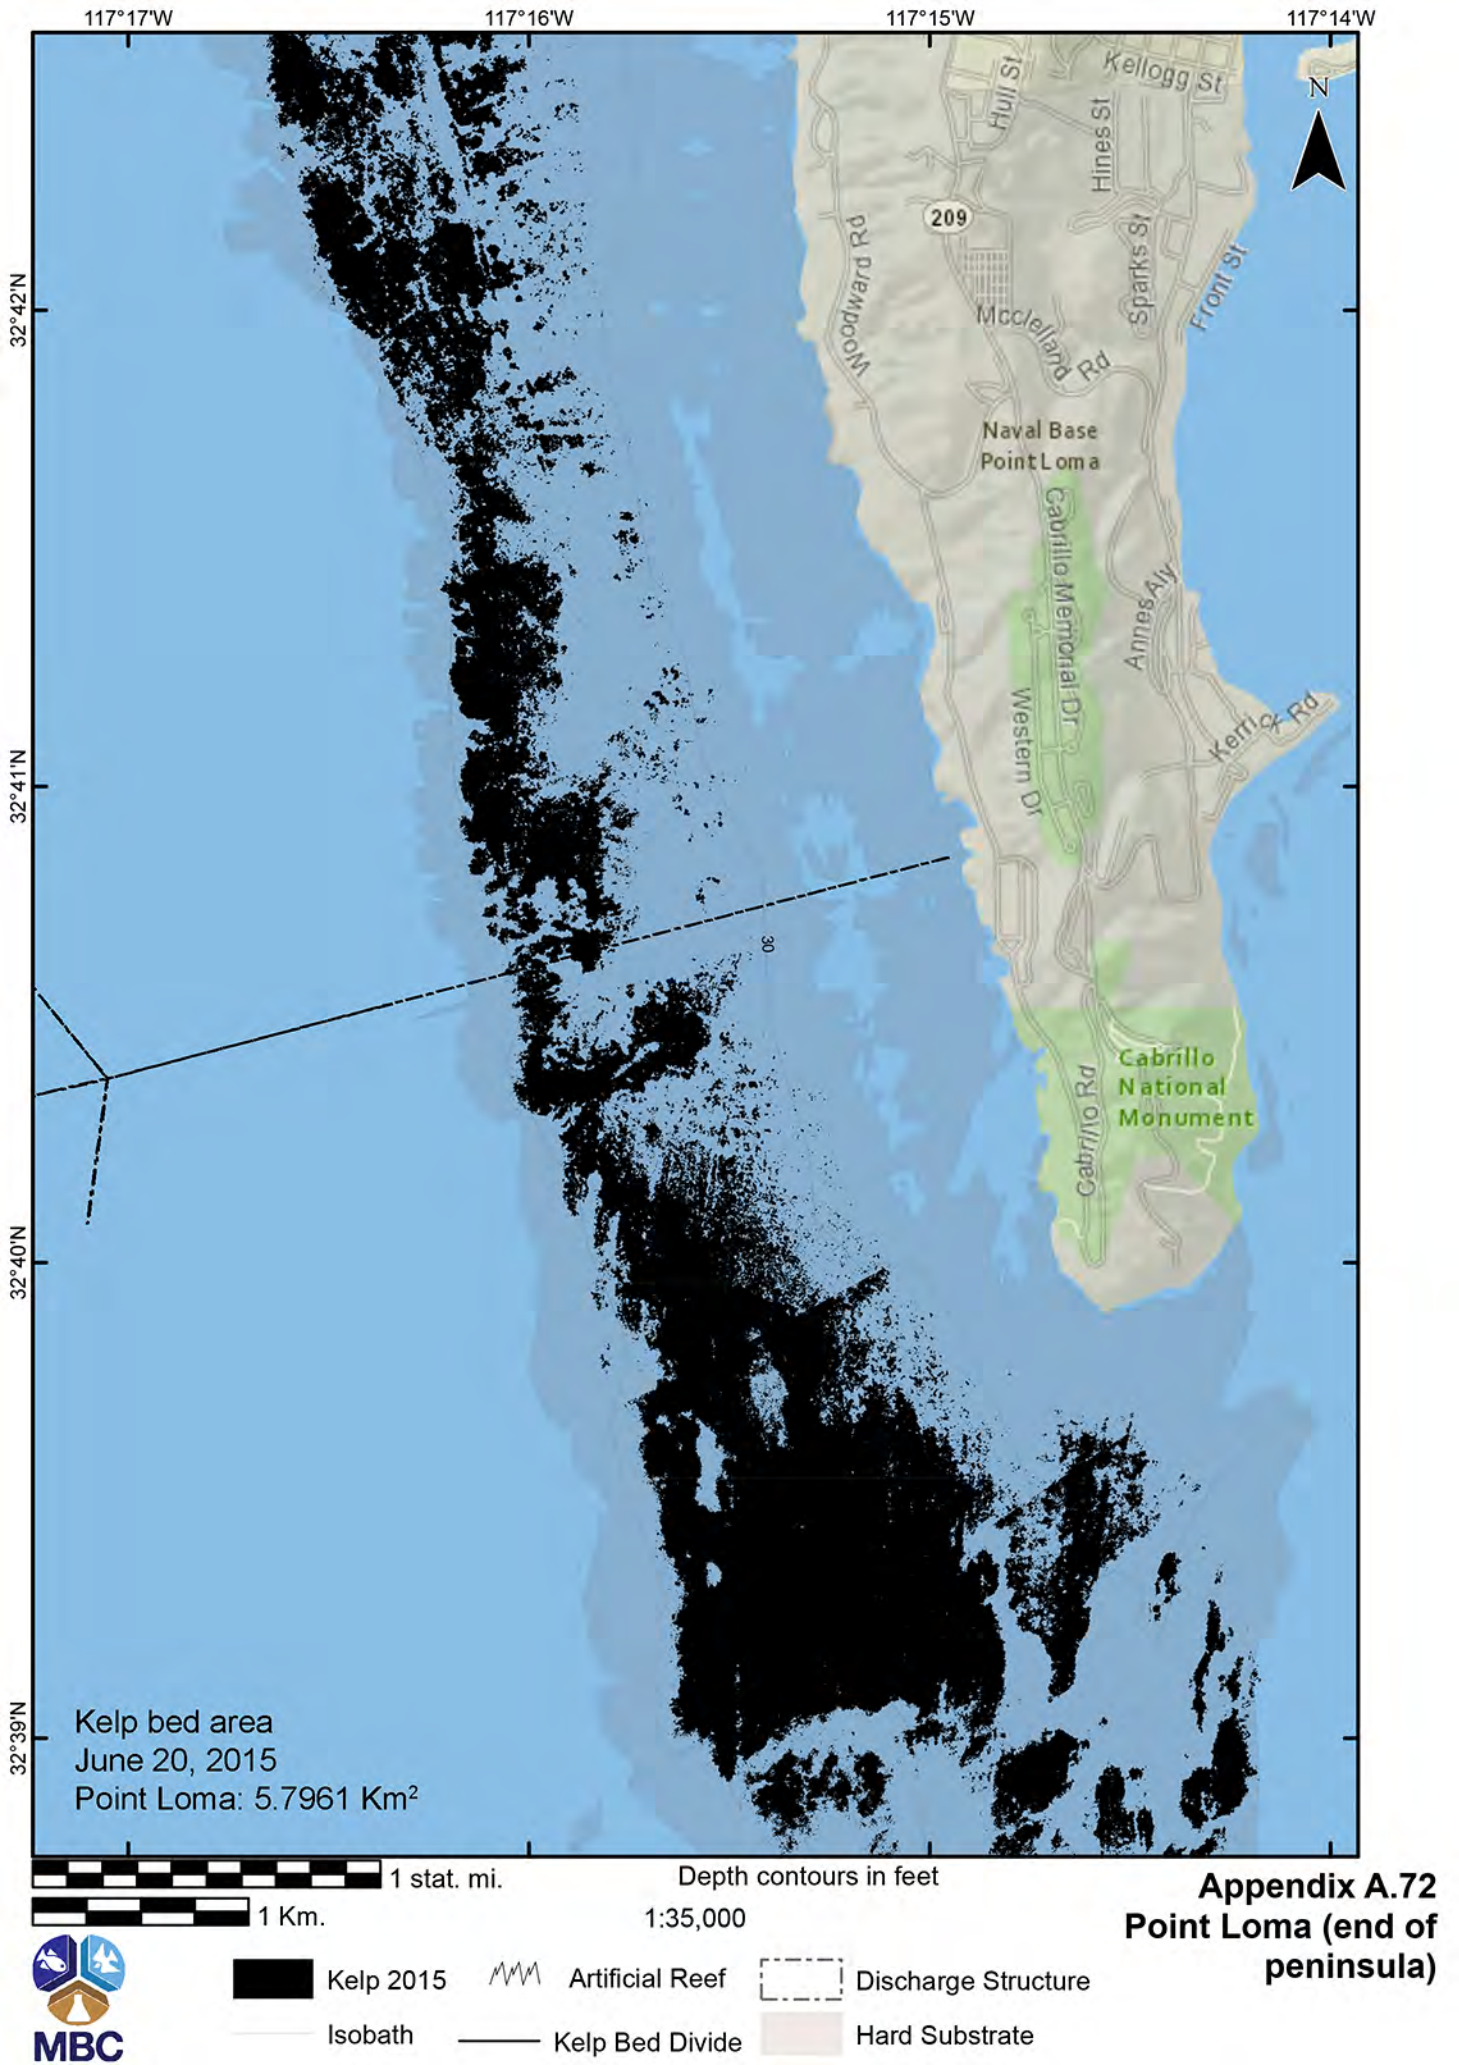 117°17'W 117°16'W 117°15'W 117°14'W
Kellogg St
Hull St
N
Hines St
209
Woodward Rd
Sparks St
Front St
32°42'N
Mcclelland Rd
Naval Base
Point Loma
Cabrillo Memorial Dr
Annes Aly
Western Dr
Kerrick Rd
32°41'N
30
Cabrillo
National
Monument
Cabrillo Rd
32°40'N
32°39'N
Kelp bed area
June 20, 2015
Point Loma: 5.7961 Km²
1 stat. mi.
Depth contours in feet
1 Km.
1:35,000
Appendix A.72
Point Loma (end of
peninsula)
Kelp 2015 Artificial Reef Discharge Structure
Isobath Kelp Bed Divide Hard Substrate
MBC